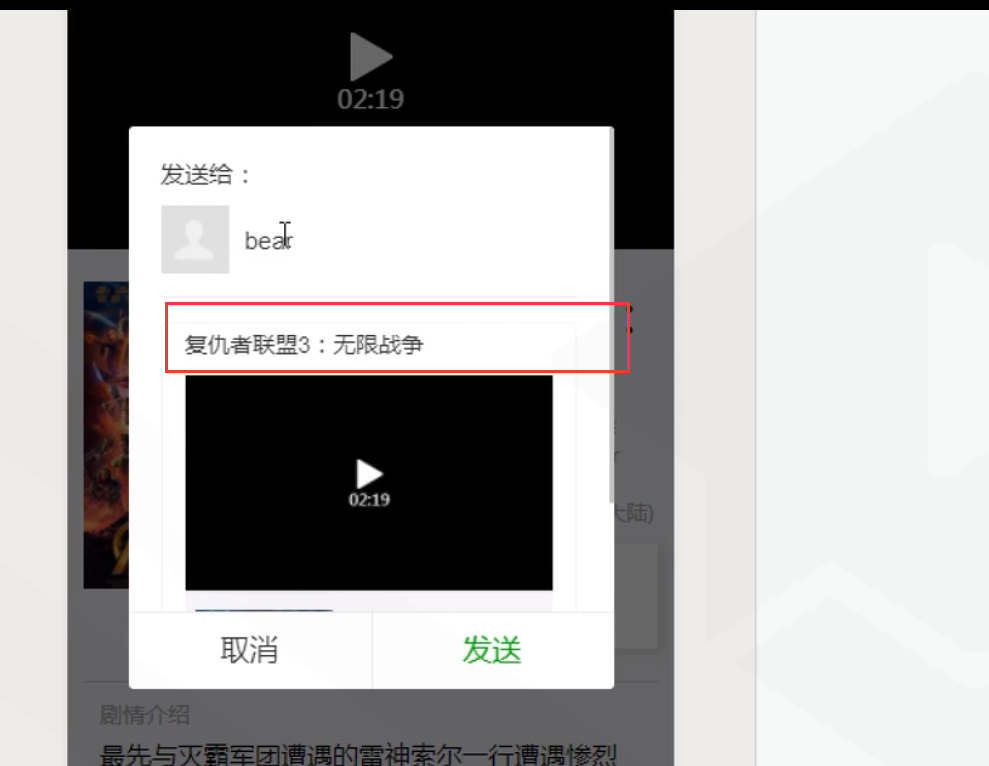 02:19
发送给：
bear
复仇者联盟3：无限战争
02:19
大陆)
取消
发送
剧情介绍
最先与灭霸军团遭遇的雷神索尔一行遭遇惨烈